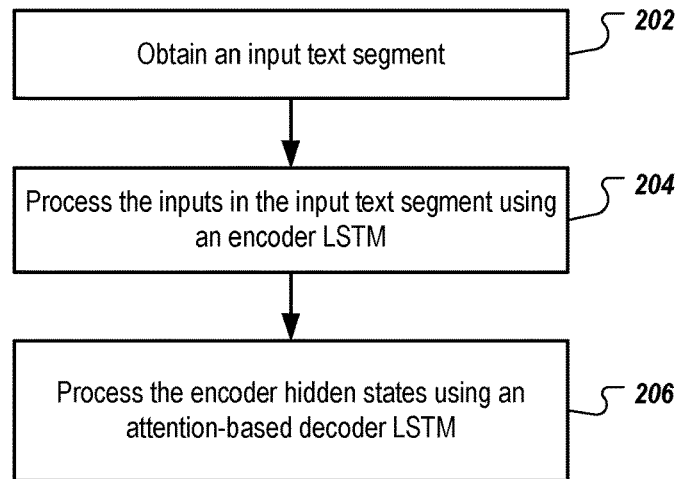 Obtain an input text segment
202
Process the inputs in the input text segment using
an encoder LSTM
204
Process the encoder hidden states using an
attention-based decoder LSTM
206